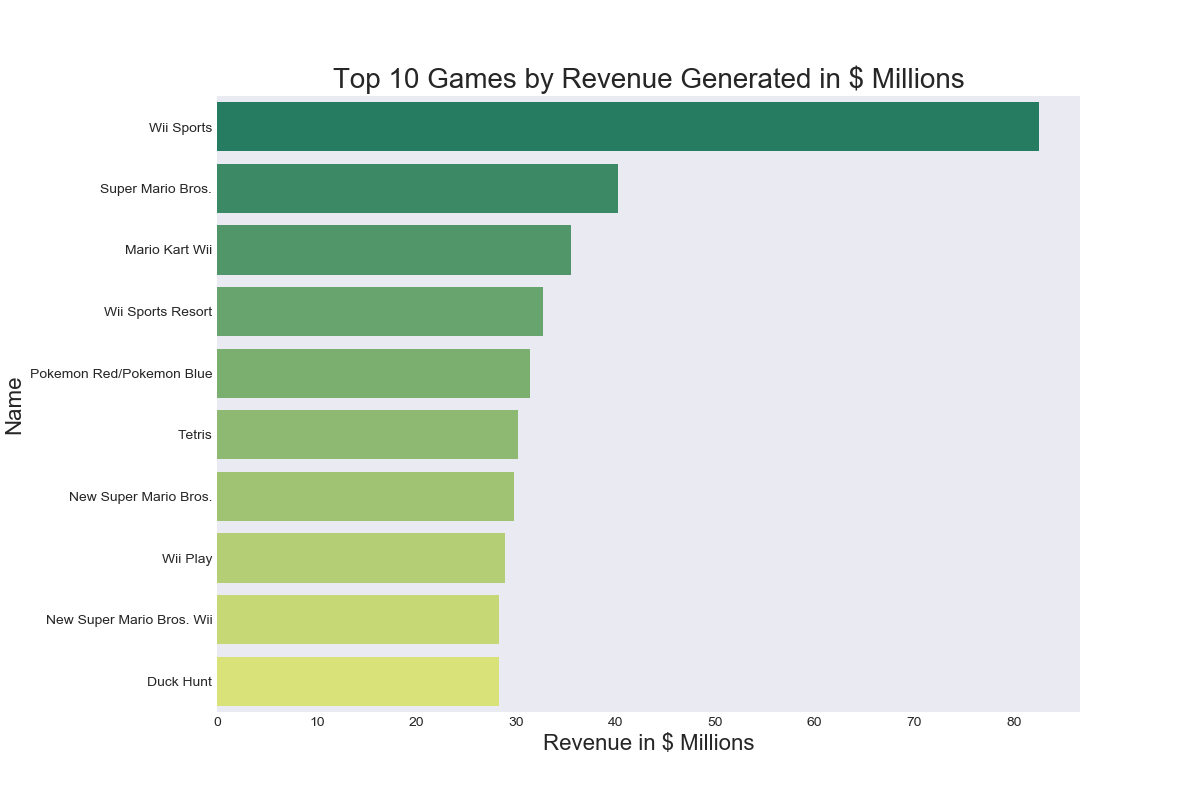 Top 10 Games by Revenue Generated in $ Millions
Name
Wii Sports
Super Mario Bros.
Mario Kart Wii
Wii Sports Resort
Pokemon Red/Pokemon Blue
Tetris
New Super Mario Bros.
Wii Play
New Super Mario Bros. Wii
Duck Hunt
0 10 20 30 40 50 60 70 80
Revenue in $ Millions